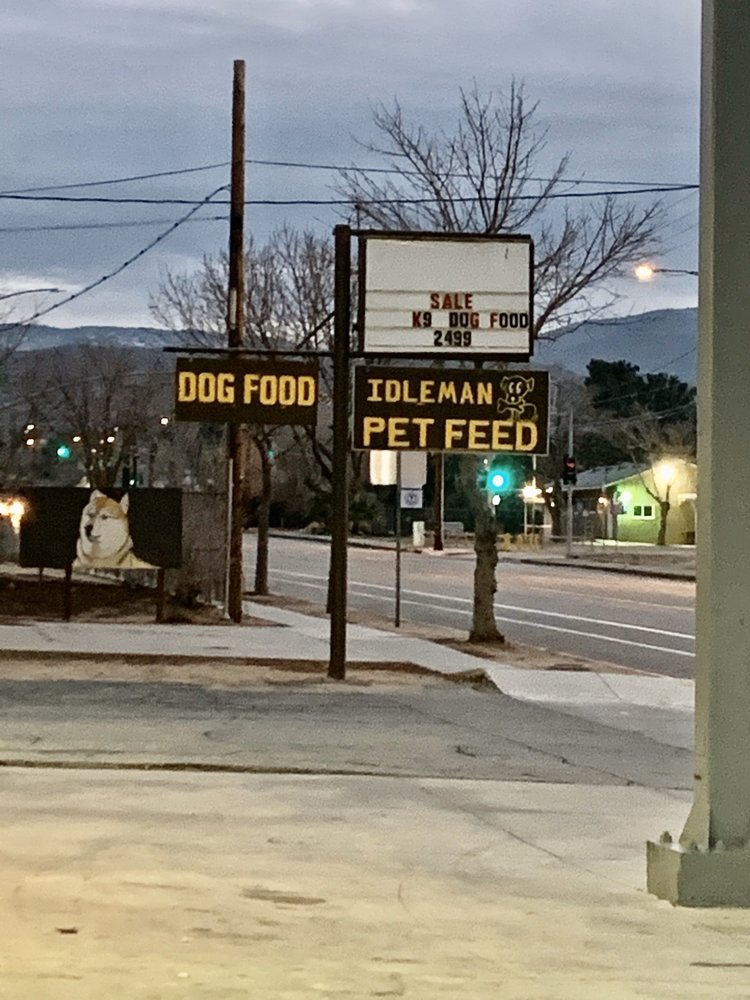 SALE
K9 DOG FOOD
2499
DOG FOOD
IDLEMAN
PET FEED